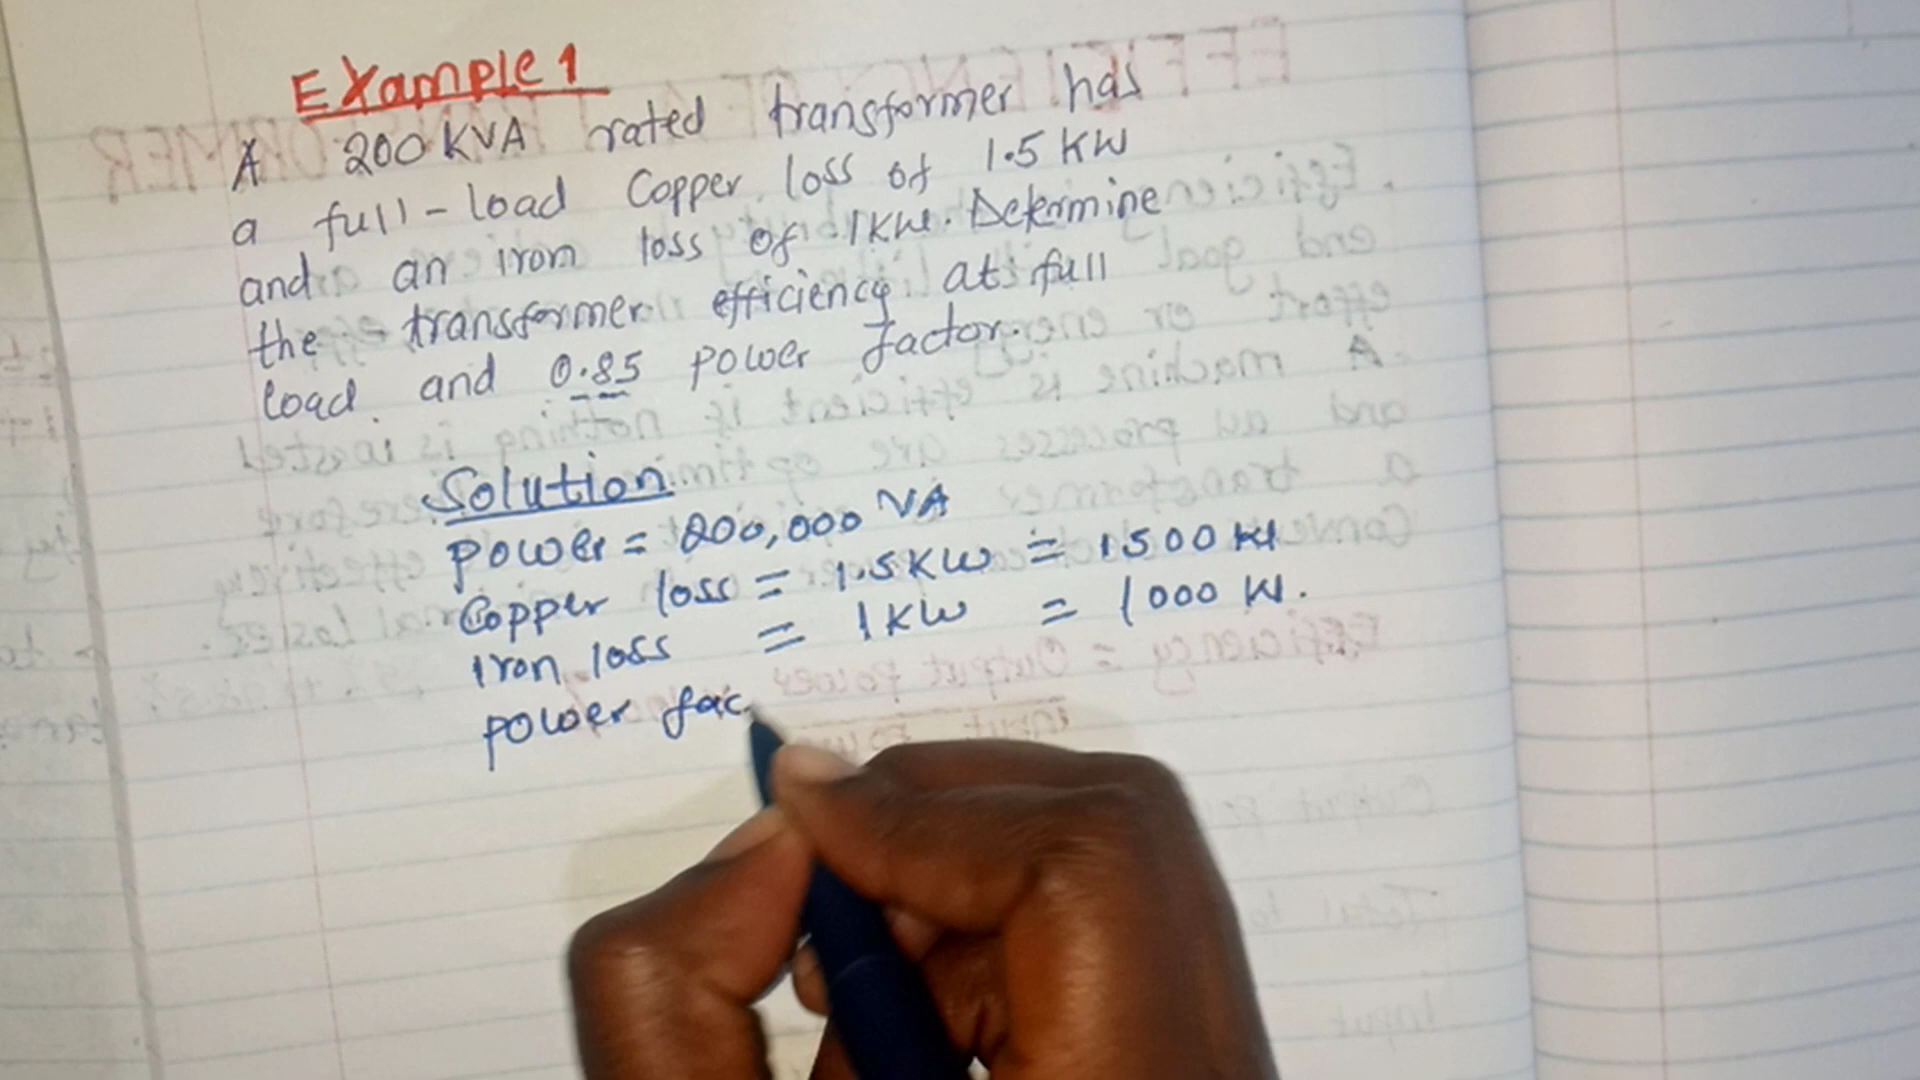 Example 1
A 200 KVA rated transformer has
a full-load Copper loss of 1.5 KW
and an iron loss of 1KW. Determine
the transformer efficiency at full
load and 0.85 power factor.
Solution
power = 200,000 VA
Copper loss = 1.5KW = 1500 W
Iron loss = 1KW = 1000 W.
power fac